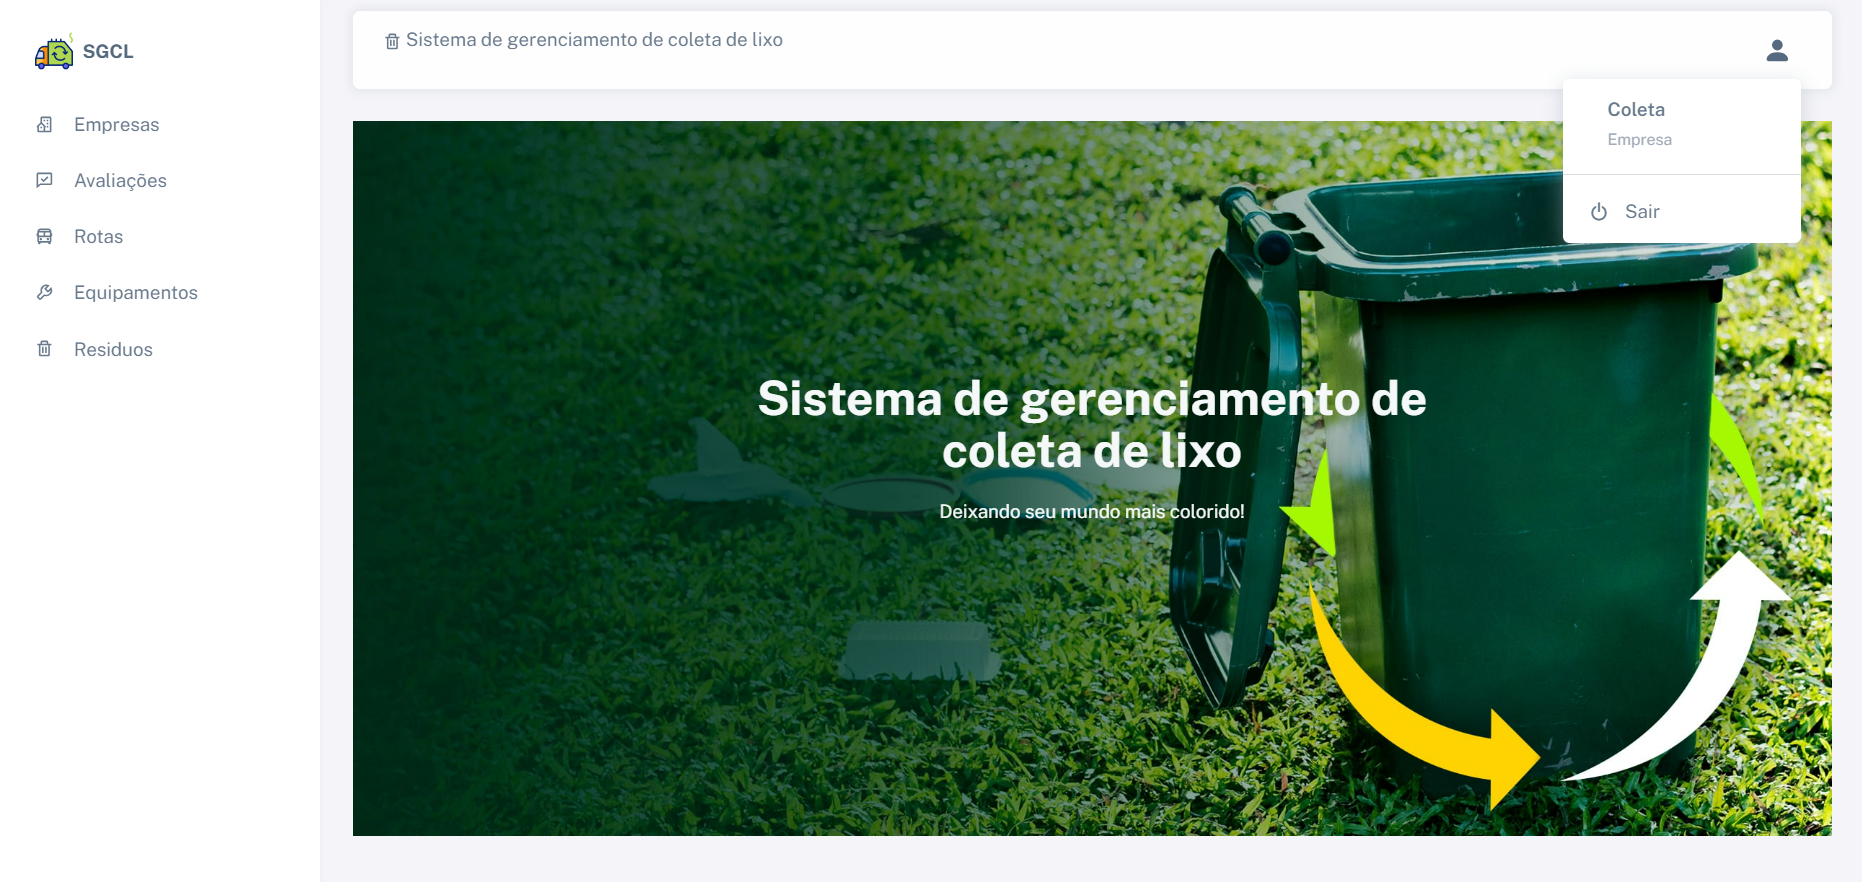 SGCL
Empresas
Avaliações
Rotas
Equipamentos
Residuos
Sistema de gerenciamento de coleta de lixo
Coleta
Empresa
Sair
Sistema de gerenciamento de
coleta de lixo
Deixando seu mundo mais colorido!